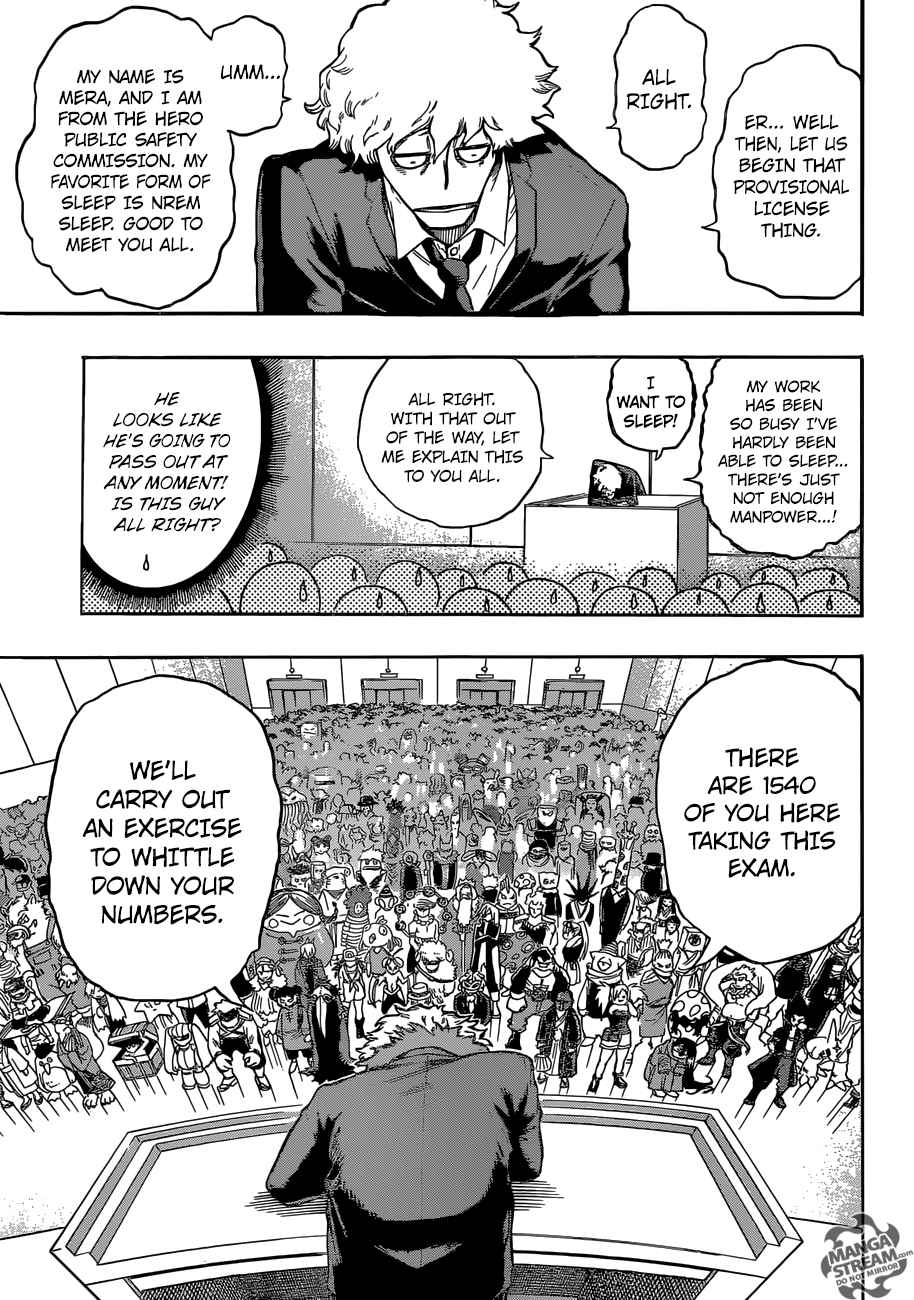 ER... WELL
THEN, LET US
BEGIN THAT
PROVISIONAL
LICENSE
THING.
ALL
RIGHT.
UMM...
MY NAME IS
MERA, AND I AM
FROM THE HERO
PUBLIC SAFETY
COMMISSION. MY
FAVORITE FORM OF
SLEEP IS NREM
SLEEP. GOOD TO
MEET YOU ALL.
MY WORK
HAS BEEN
SO BUSY I'VE
HARDLY BEEN
ABLE TO SLEEP...
THERE'S JUST
NOT ENOUGH
MANPOWER...!
I
WANT TO
SLEEP!
ALL RIGHT.
WITH THAT OUT
OF THE WAY, LET
ME EXPLAIN THIS
TO YOU ALL.
HE
LOOKS LIKE
HE'S GOING TO
PASS OUT AT
ANY MOMENT!
IS THIS GUY
ALL RIGHT?
THERE
ARE 1540
OF YOU HERE
TAKING THIS
EXAM.
WE'LL
CARRY OUT
AN EXERCISE
TO WHITTLE
DOWN YOUR
NUMBERS.
MANGA
STREAM.com
DO NOT MIRROR